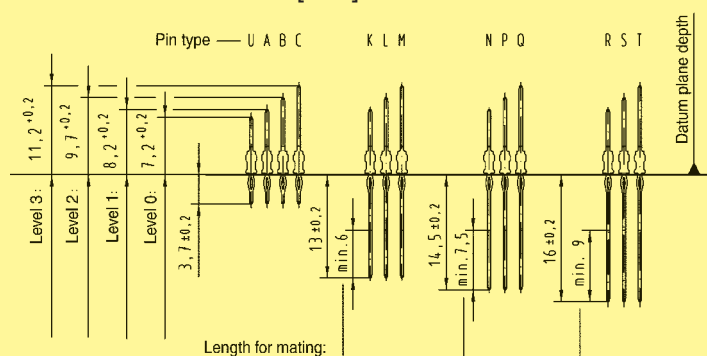 Pin type — U A B C K L M N P Q R S T
Datum plane depth
11,2 +0,2
9,7 +0,2
8,2 +0,2
7,2 +0,2
Level 3:
Level 2:
Level 1:
Level 0:
3,7 ±0,2
13 ±0,2
min.6
14,5 ±0,2
min.7,5
16 ±0,2
min. 9
Length for mating: